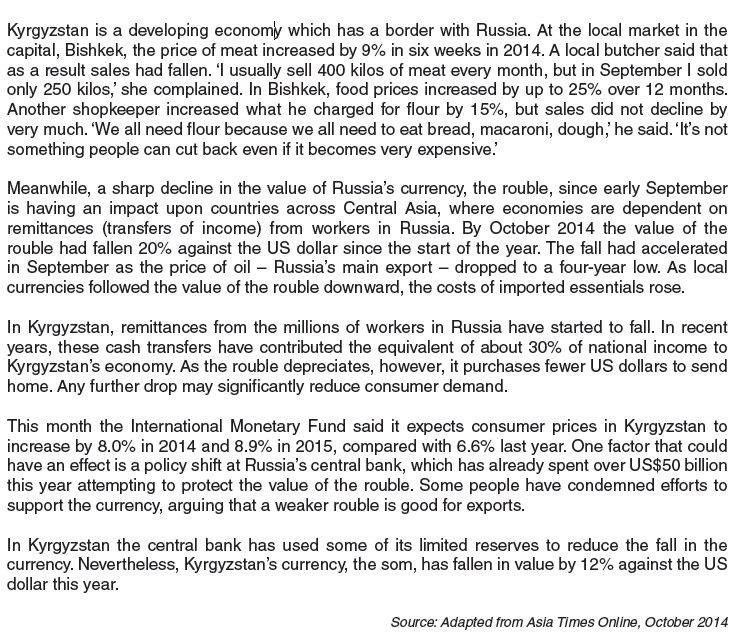 Kyrgyzstan is a developing economy which has a border with Russia. At the local market in the
capital, Bishkek, the price of meat increased by 9% in six weeks in 2014. A local butcher said that
as a result sales had fallen. ‘I usually sell 400 kilos of meat every month, but in September I sold
only 250 kilos,’ she complained. In Bishkek, food prices increased by up to 25% over 12 months.
Another shopkeeper increased what he charged for flour by 15%, but sales did not decline by
very much. ‘We all need flour because we all need to eat bread, macaroni, dough,’ he said. ‘It’s not
something people can cut back even if it becomes very expensive.’

Meanwhile, a sharp decline in the value of Russia’s currency, the rouble, since early September
is having an impact upon countries across Central Asia, where economies are dependent on
remittances (transfers of income) from workers in Russia. By October 2014 the value of the
rouble had fallen 20% against the US dollar since the start of the year. The fall had accelerated
in September as the price of oil – Russia’s main export – dropped to a four-year low. As local
currencies followed the value of the rouble downward, the costs of imported essentials rose.

In Kyrgyzstan, remittances from the millions of workers in Russia have started to fall. In recent
years, these cash transfers have contributed the equivalent of about 30% of national income to
Kyrgyzstan’s economy. As the rouble depreciates, however, it purchases fewer US dollars to send
home. Any further drop may significantly reduce consumer demand.

This month the International Monetary Fund said it expects consumer prices in Kyrgyzstan to
increase by 8.0% in 2014 and 8.9% in 2015, compared with 6.6% last year. One factor that could
have an effect is a policy shift at Russia’s central bank, which has already spent over US$50 billion
this year attempting to protect the value of the rouble. Some people have condemned efforts to
support the currency, arguing that a weaker rouble is good for exports.

In Kyrgyzstan the central bank has used some of its limited reserves to reduce the fall in the
currency. Nevertheless, Kyrgyzstan’s currency, the som, has fallen in value by 12% against the US
dollar this year.

Source: Adapted from Asia Times Online, October 2014